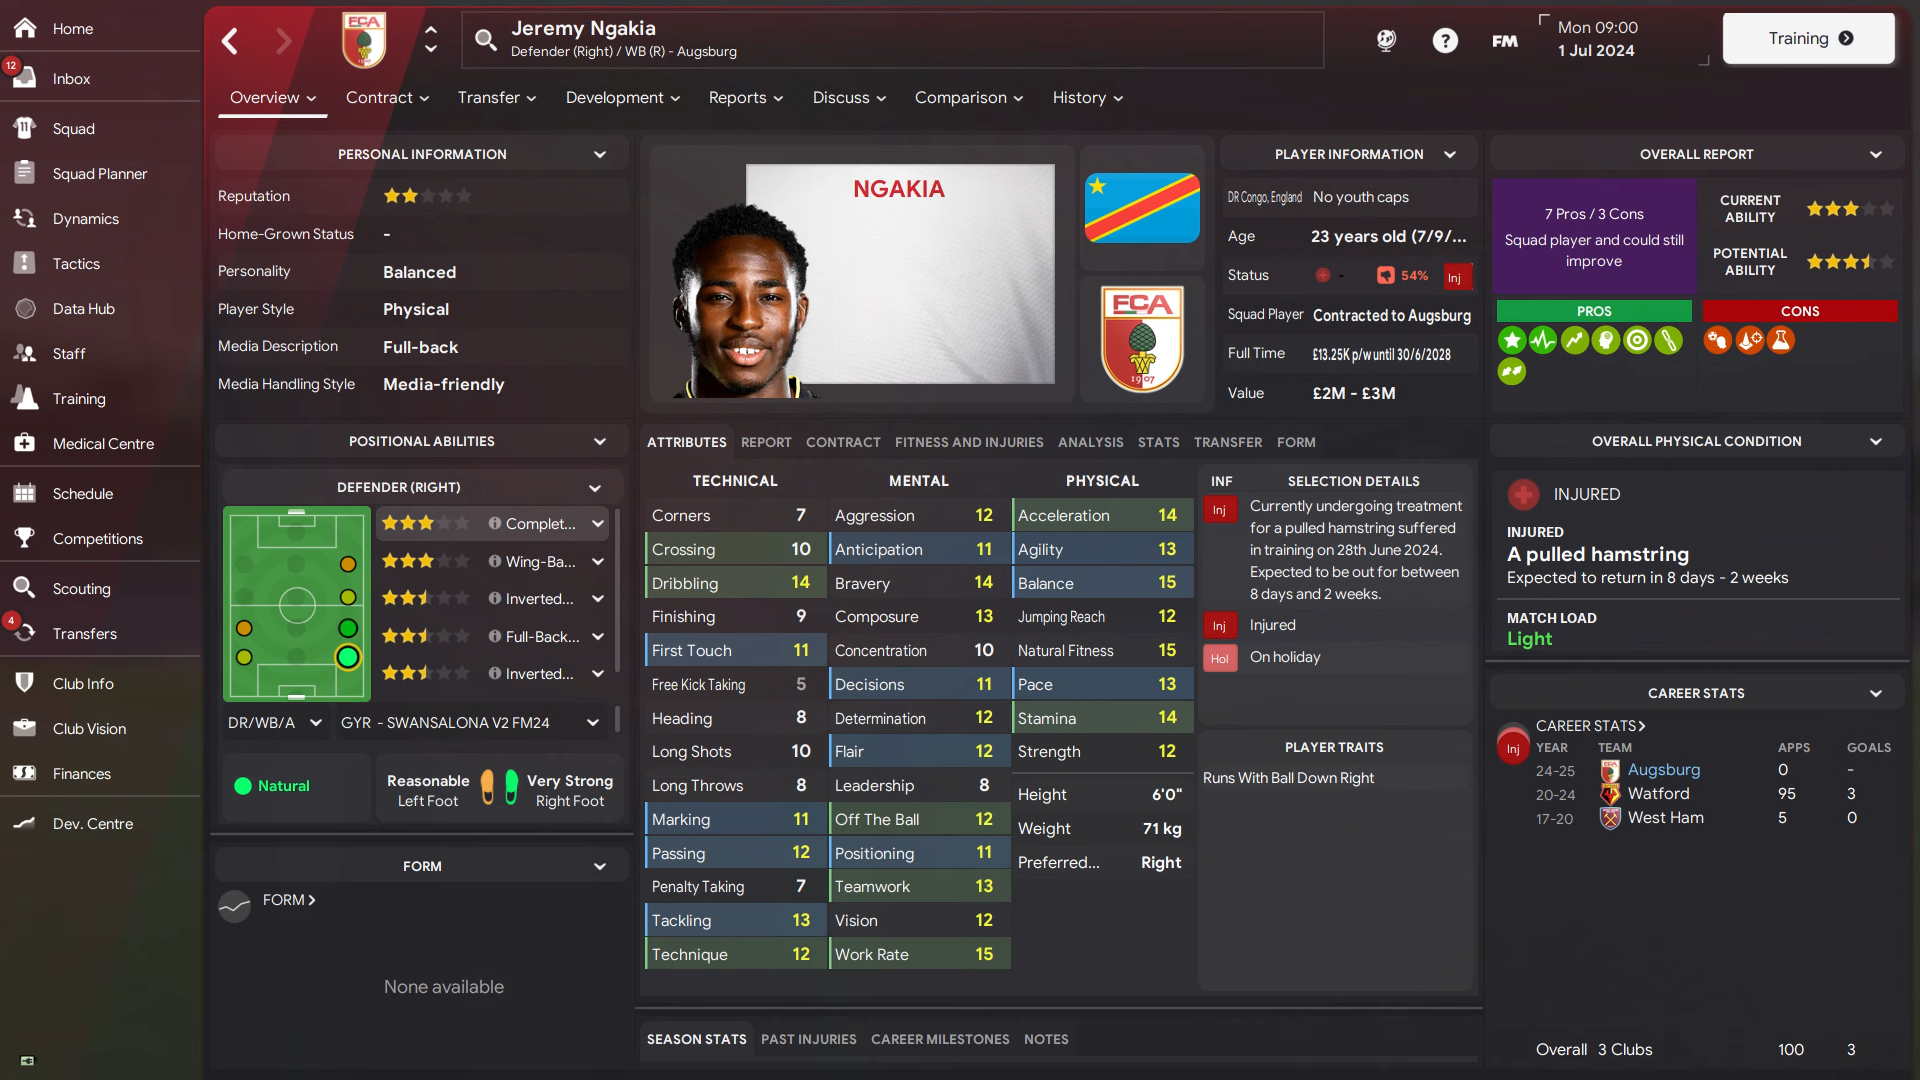 Home
12
Inbox
Squad
Squad Planner
Dynamics
Tactics
Data Hub
Staff
Training
Medical Centre
Schedule
Competitions
Scouting
4
Transfers
Club Info
Club Vision
Finances
Dev. Centre
FCA
Jeremy Ngakia
Defender (Right) / WB (R) - Augsburg
?
FM
Mon 09:00
1 Jul 2024
Training
Overview Contract Transfer Development Reports Discuss Comparison History
PERSONAL INFORMATION
Reputation
Home-Grown Status -
Personality Balanced
Player Style Physical
Media Description Full-back
Media Handling Style Media-friendly
NGAKIA
FCA
1907
PLAYER INFORMATION
DR Congo, England No youth caps
Age 23 years old (7/9/...
Status - 54% Inj
Squad Player Contracted to Augsburg
Full Time £13.25K p/w until 30/6/2028
Value £2M - £3M
OVERALL REPORT
7 Pros / 3 Cons
Squad player and could still
improve
CURRENT
ABILITY
POTENTIAL
ABILITY
PROS
CONS
POSITIONAL ABILITIES
DEFENDER (RIGHT)
Complet...
Wing-Ba...
Inverted...
Full-Back...
Inverted...
DR/WB/A
GYR - SWANSALONA V2 FM24
Natural
Reasonable
Left Foot
Very Strong
Right Foot
FORM
FORM
None available
ATTRIBUTES REPORT CONTRACT FITNESS AND INJURIES ANALYSIS STATS TRANSFER FORM
TECHNICAL
Corners 7
Crossing 10
Dribbling 14
Finishing 9
First Touch 11
Free Kick Taking 5
Heading 8
Long Shots 10
Long Throws 8
Marking 11
Passing 12
Penalty Taking 7
Tackling 13
Technique 12
MENTAL
Aggression 12
Anticipation 11
Bravery 14
Composure 13
Concentration 10
Decisions 11
Determination 12
Flair 12
Leadership 8
Off The Ball 12
Positioning 11
Teamwork 13
Vision 12
Work Rate 15
PHYSICAL
Acceleration 14
Agility 13
Balance 15
Jumping Reach 12
Natural Fitness 15
Pace 13
Stamina 14
Strength 12
Height 6'0"
Weight 71 kg
Preferred... Right
INF SELECTION DETAILS
Inj
Currently undergoing treatment
for a pulled hamstring suffered
in training on 28th June 2024.
Expected to be out for between
8 days and 2 weeks.
Inj Injured
Hol On holiday
PLAYER TRAITS
Runs With Ball Down Right
SEASON STATS PAST INJURIES CAREER MILESTONES NOTES
OVERALL PHYSICAL CONDITION
INJURED
INJURED
A pulled hamstring
Expected to return in 8 days - 2 weeks
MATCH LOAD
Light
CAREER STATS
Inj
CAREER STATS
YEAR TEAM APPS GOALS
24-25 Augsburg 0 -
20-24 Watford 95 3
17-20 West Ham 5 0
Overall 3 Clubs 100 3